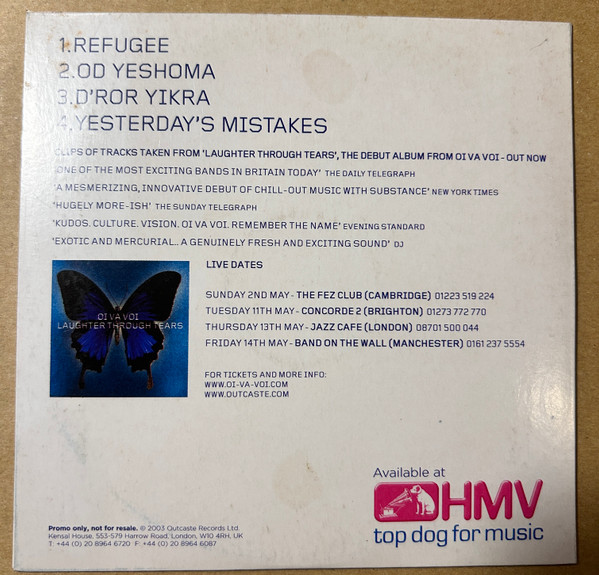 1.REFUGEE
2.OD YESHOMA
3.D'ROR YIKRA
4.YESTERDAY'S MISTAKES
CLIPS OF TRACKS TAKEN FROM 'LAUGHTER THROUGH TEARS', THE DEBUT ALBUM FROM OI VA VOI - OUT NOW
'ONE OF THE MOST EXCITING BANDS IN BRITAIN TODAY' THE DAILY TELEGRAPH
'A MESMERIZING, INNOVATIVE DEBUT OF CHILL-OUT MUSIC WITH SUBSTANCE' NEW YORK TIMES
'HUGELY MORE-ISH' THE SUNDAY TELEGRAPH
'KUDOS. CULTURE. VISION. OI VA VOI. REMEMBER THE NAME' EVENING STANDARD
'EXOTIC AND MERCURIAL.. A GENUINELY FRESH AND EXCITING SOUND' DJ
OI VA VOI
LAUGHTER THROUGH TEARS
LIVE DATES
SUNDAY 2ND MAY - THE FEZ CLUB (CAMBRIDGE) 01223 519 224
TUESDAY 11TH MAY - CONCORDE 2 (BRIGHTON) 01273 772 770
THURSDAY 13TH MAY - JAZZ CAFE (LONDON) 08701 500 044
FRIDAY 14TH MAY - BAND ON THE WALL (MANCHESTER) 0161 237 5554
FOR TICKETS AND MORE INFO:
WWW.OI-VA-VOI.COM
WWW.OUTCASTE.COM
Available at
HMV
top dog for music
Promo only, not for resale. © 2003 Outcaste Records Ltd.
Kensal House, 553-579 Harrow Road, London, W10 4RH, UK
T: +44 (0) 20 8964 6720 F: +44 (0) 20 8964 6087